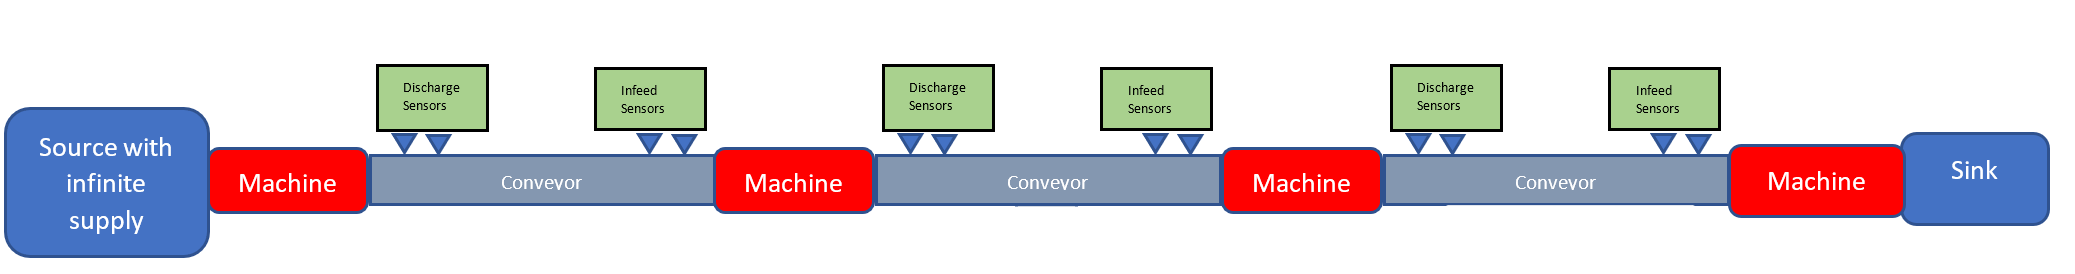 Discharge
Sensors
Infeed
Sensors
Discharge
Sensors
Infeed
Sensors
Discharge
Sensors
Infeed
Sensors
Source with
infinite
supply
Machine
Conveyor
Machine
Conveyor
Machine
Conveyor
Machine
Sink